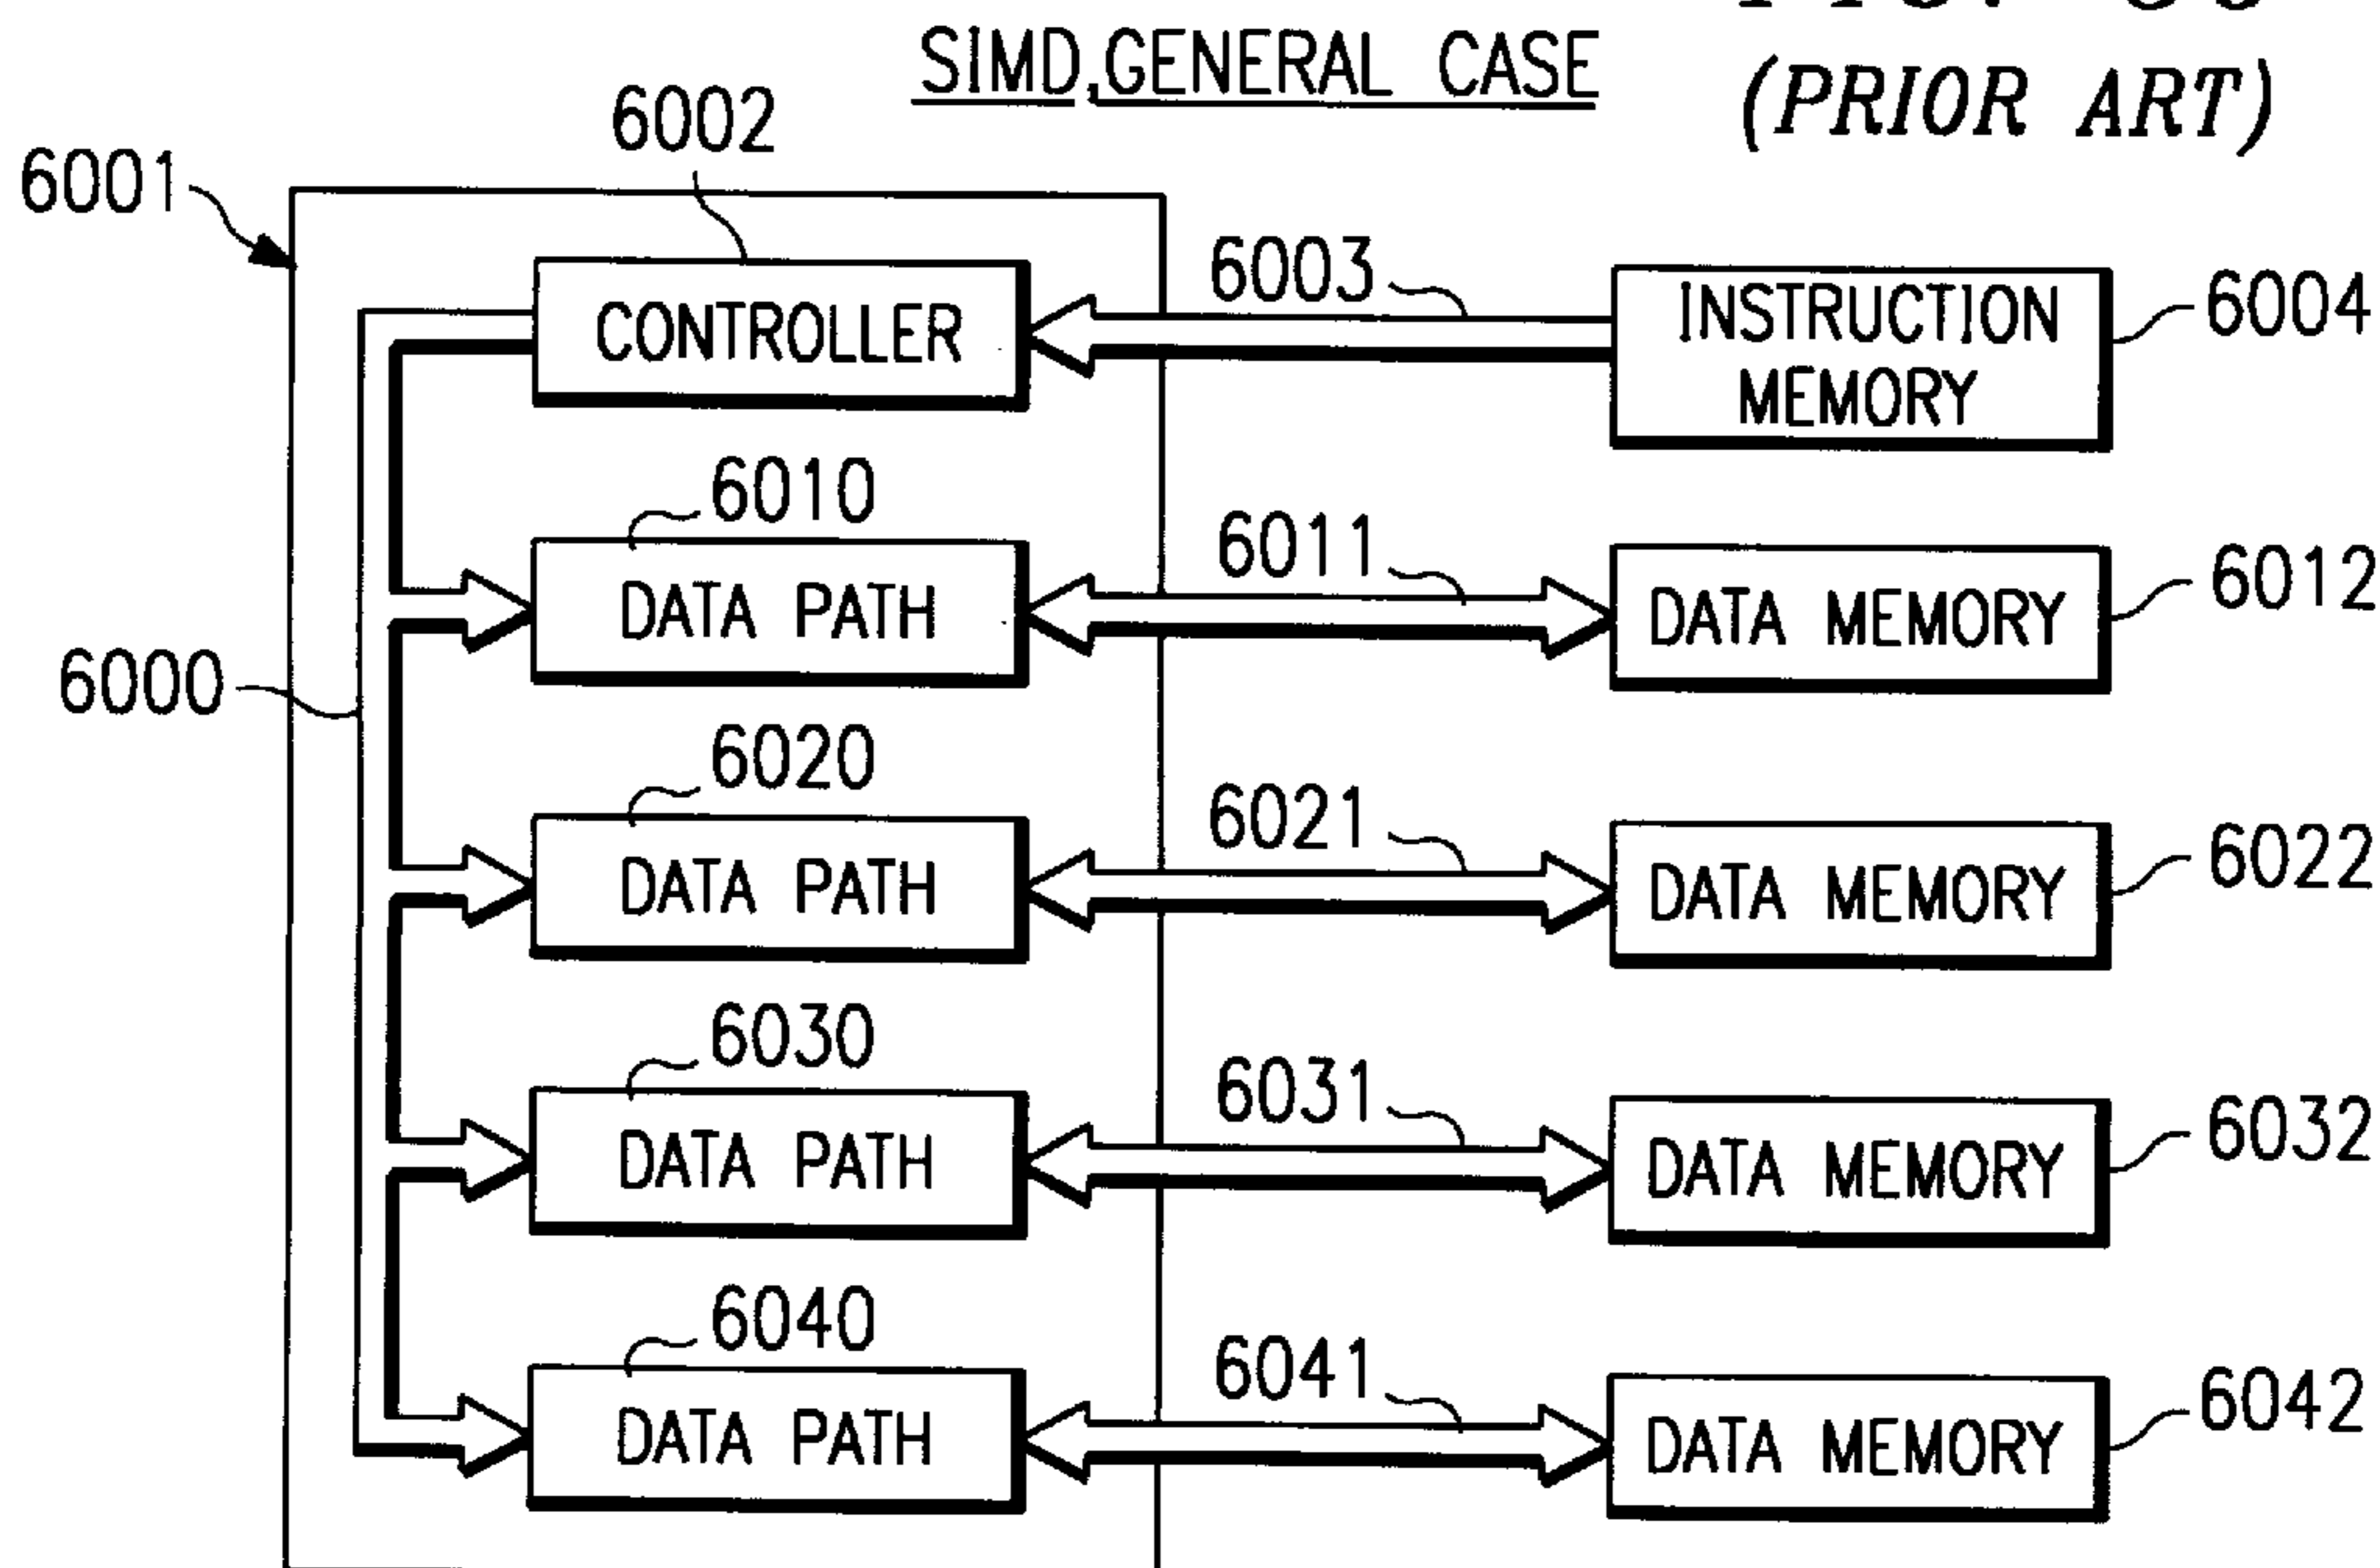 SIMD, GENERAL CASE
(PRIOR ART)
6002
6001
6003
6004
CONTROLLER
INSTRUCTION
MEMORY
6010
6011
6012
DATA PATH
DATA MEMORY
6000
6020
6021
6022
DATA PATH
DATA MEMORY
6030
6031
6032
DATA PATH
DATA MEMORY
6040
6041
6042
DATA PATH
DATA MEMORY